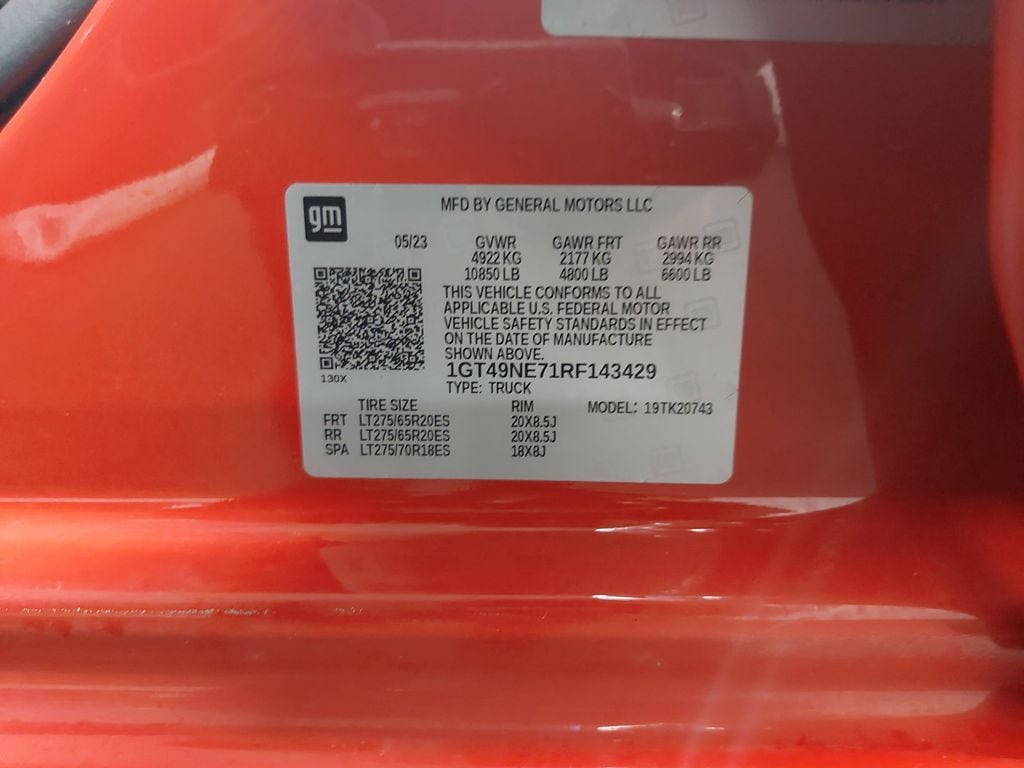 gm
MFD BY GENERAL MOTORS LLC
05/23 GVWR GAWR FRT GAWR RR
4922 KG 2177 KG 2994 KG
10850 LB 4800 LB 6600 LB
THIS VEHICLE CONFORMS TO ALL
APPLICABLE U.S. FEDERAL MOTOR
VEHICLE SAFETY STANDARDS IN EFFECT
ON THE DATE OF MANUFACTURE
SHOWN ABOVE.
1GT49NE71RF143429
130X
TYPE: TRUCK
TIRE SIZE RIM MODEL: 19TK20743
FRT LT275/65R20ES 20X8.5J
RR LT275/65R20ES 20X8.5J
SPA LT275/70R18ES 18X8J